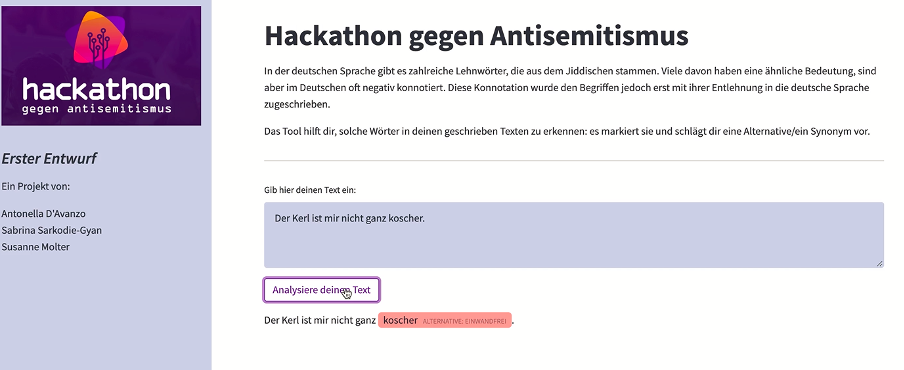 hackathon
gegen antisemitismus
Erster Entwurf
Ein Projekt von:
Antonella D'Avanzo
Sabrina Sarkodie-Gyan
Susanne Molter
Hackathon gegen Antisemitismus
In der deutschen Sprache gibt es zahlreiche Lehnwörter, die aus dem Jiddischen stammen. Viele davon haben eine ähnliche Bedeutung, sind
aber im Deutschen oft negativ konnotiert. Diese Konnotation wurde den Begriffen jedoch erst mit ihrer Entlehnung in die deutsche Sprache
zugeschrieben.
Das Tool hilft dir, solche Wörter in deinen geschrieben Texten zu erkennen: es markiert sie und schlägt dir eine Alternative/ein Synonym vor.
Gib hier deinen Text ein:
Der Kerl ist mir nicht ganz koscher.
Analysiere deinen Text
Der Kerl ist mir nicht ganz koscher ALTERNATIVE: EINWANDFREI .